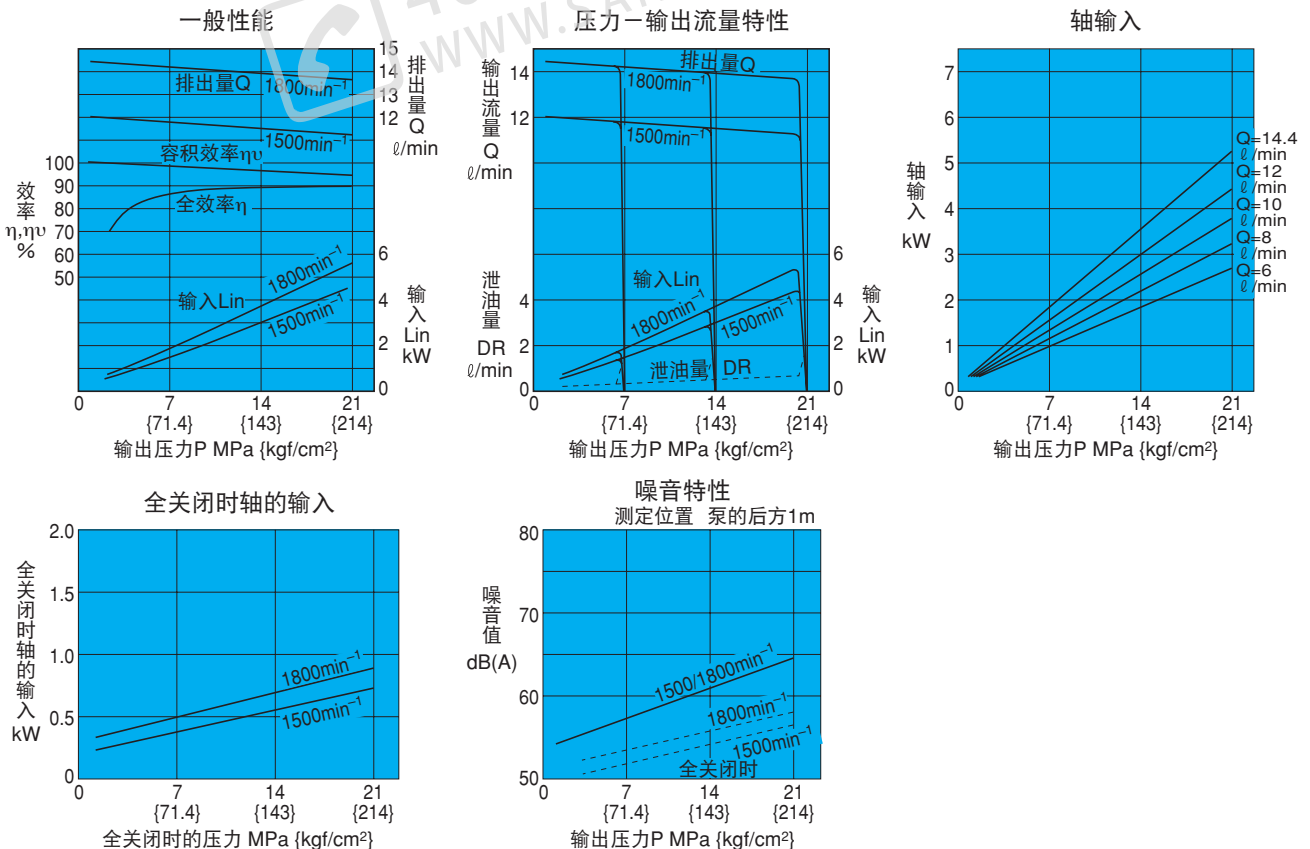 一般性能
15
14
13
12
排出量Q
ℓ/min
排出量Q
1800min⁻¹
1500min⁻¹
容积效率ηυ
全效率η
100
90
80
70
60
50
效率
η,ηυ
%
输入Lin
1800min⁻¹
1500min⁻¹
6
4
2
0
输入
Lin
kW
0 7 14 21
{71.4} {143} {214}
输出压力P MPa {kgf/cm²}
压力－输出流量特性
输出流量
Q
ℓ/min
14
12
排出量Q
1800min⁻¹
1500min⁻¹
泄油量
DR
ℓ/min
4
2
0
输入Lin
1800min⁻¹
1500min⁻¹
泄油量 DR
6
4
2
0
输入
Lin
kW
0 7 14 21
{71.4} {143} {214}
输出压力P MPa {kgf/cm²}
轴输入
轴输入
kW
7
6
5
4
3
2
1
0
Q=14.4
ℓ/min
Q=12
ℓ/min
Q=10
ℓ/min
Q=8
ℓ/min
Q=6
ℓ/min
0 7 14 21
{71.4} {143} {214}
输出压力P MPa {kgf/cm²}
全关闭时轴的输入
全关闭时轴的输入
kW
2.0
1.5
1.0
0.5
0
1800min⁻¹
1500min⁻¹
0 7 14 21
{71.4} {143} {214}
全关闭时的压力 MPa {kgf/cm²}
噪音特性
测定位置 泵的后方1m
噪音值
dB(A)
80
70
60
50
1500/1800min⁻¹
1800min⁻¹
1500min⁻¹
全关闭时
0 7 14 21
{71.4} {143} {214}
输出压力P MPa {kgf/cm²}